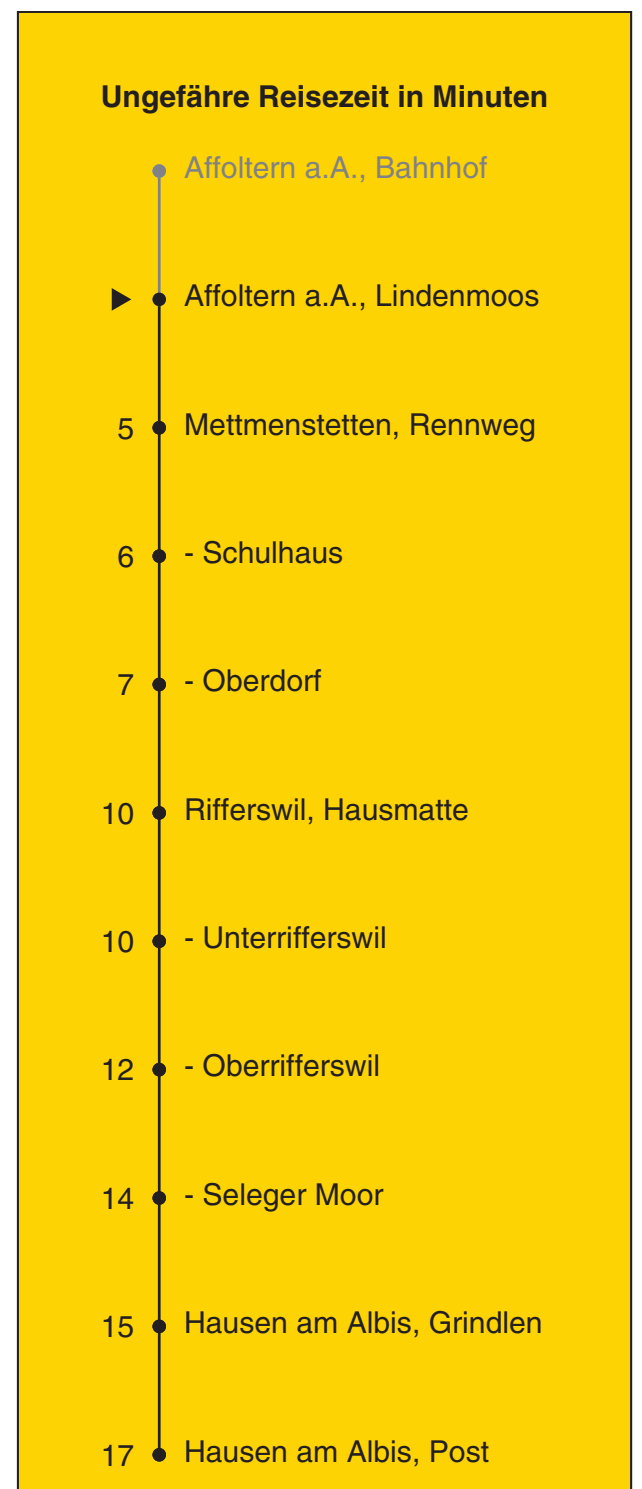 Ungefähre Reisezeit in Minuten
Affoltern a.A., Bahnhof
Affoltern a.A., Lindenmoos
5 Mettmenstetten, Rennweg
6 - Schulhaus
7 - Oberdorf
10 Rifferswil, Hausmatte
10 - Unterrifferswil
12 - Oberrifferswil
14 - Seleger Moor
15 Hausen am Albis, Grindlen
17 Hausen am Albis, Post